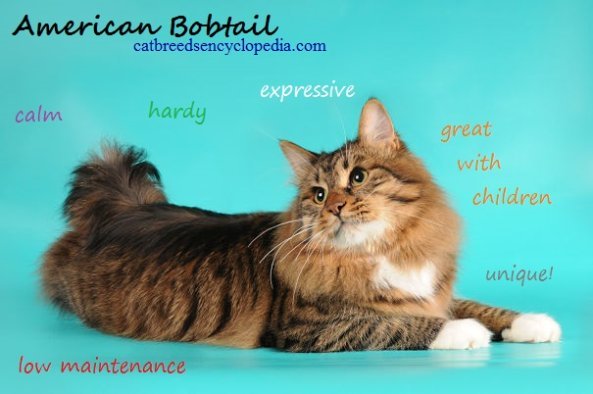 American Bobtail
catbreedsencyclopedia.com
expressive
calm
hardy
great
with
children
unique!
low maintenance